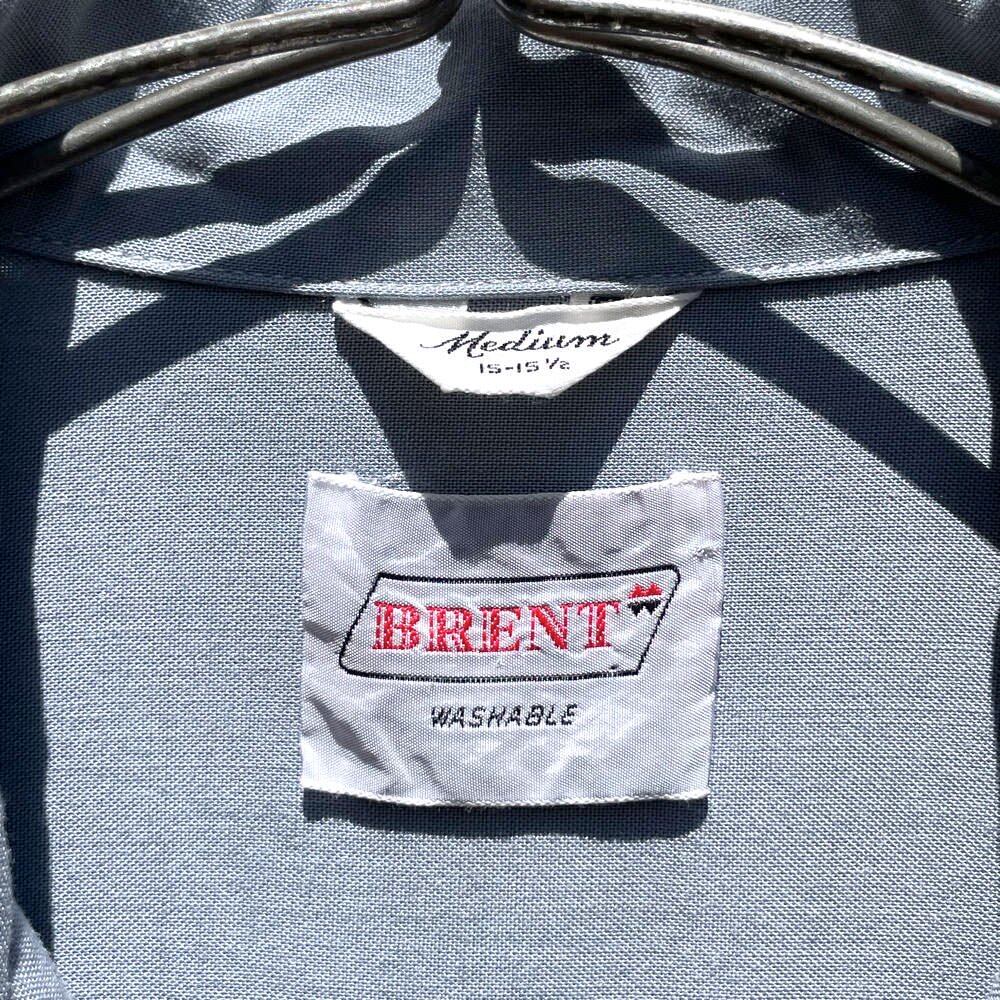 Medium
15-15 ½
BRENT
WASHABLE